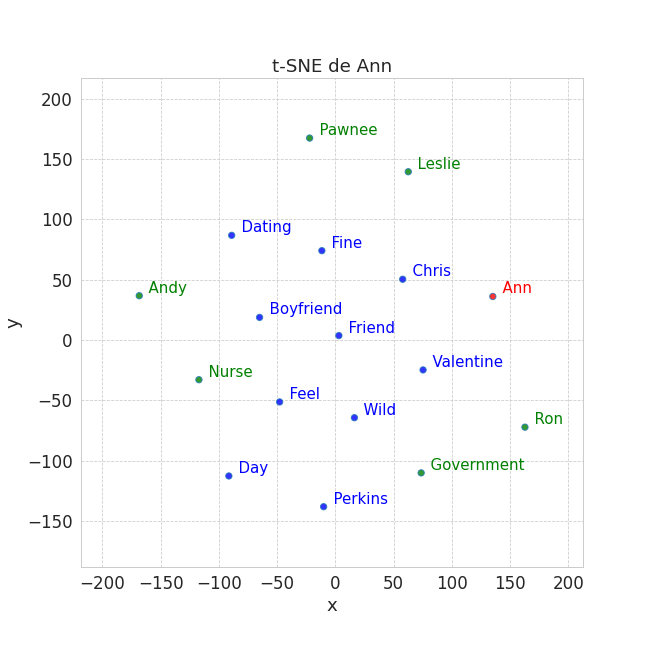 t-SNE de Ann
200
150
100
50
0
−50
−100
−150
y
Pawnee
Leslie
Dating
Fine
Chris
Andy
Ann
Boyfriend
Friend
Nurse
Valentine
Feel
Wild
Ron
Day
Government
Perkins
−200 −150 −100 −50 0 50 100 150 200
x